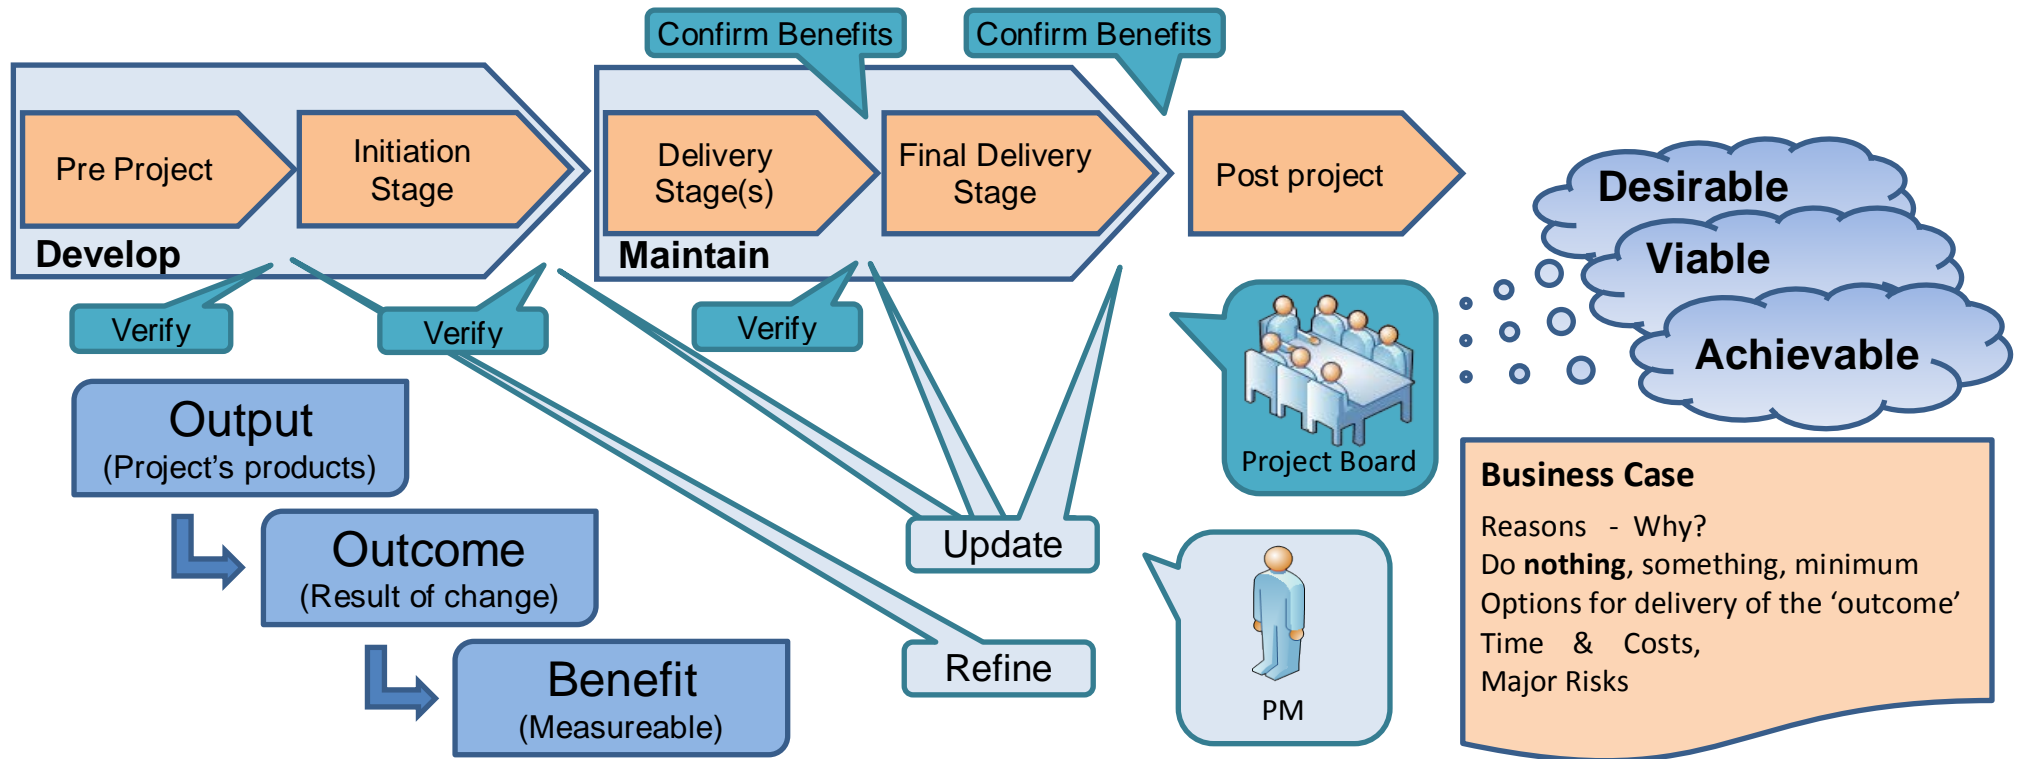 Confirm Benefits
Confirm Benefits
Pre Project
Initiation
Stage
Develop
Delivery
Stage(s)
Final Delivery
Stage
Maintain
Post project
Verify
Verify
Verify
Desirable
Viable
Achievable
Output
(Project’s products)
Outcome
(Result of change)
Benefit
(Measureable)
Update
Refine
Project Board
PM
Business Case
Reasons - Why?
Do nothing, something, minimum
Options for delivery of the ‘outcome’
Time & Costs,
Major Risks